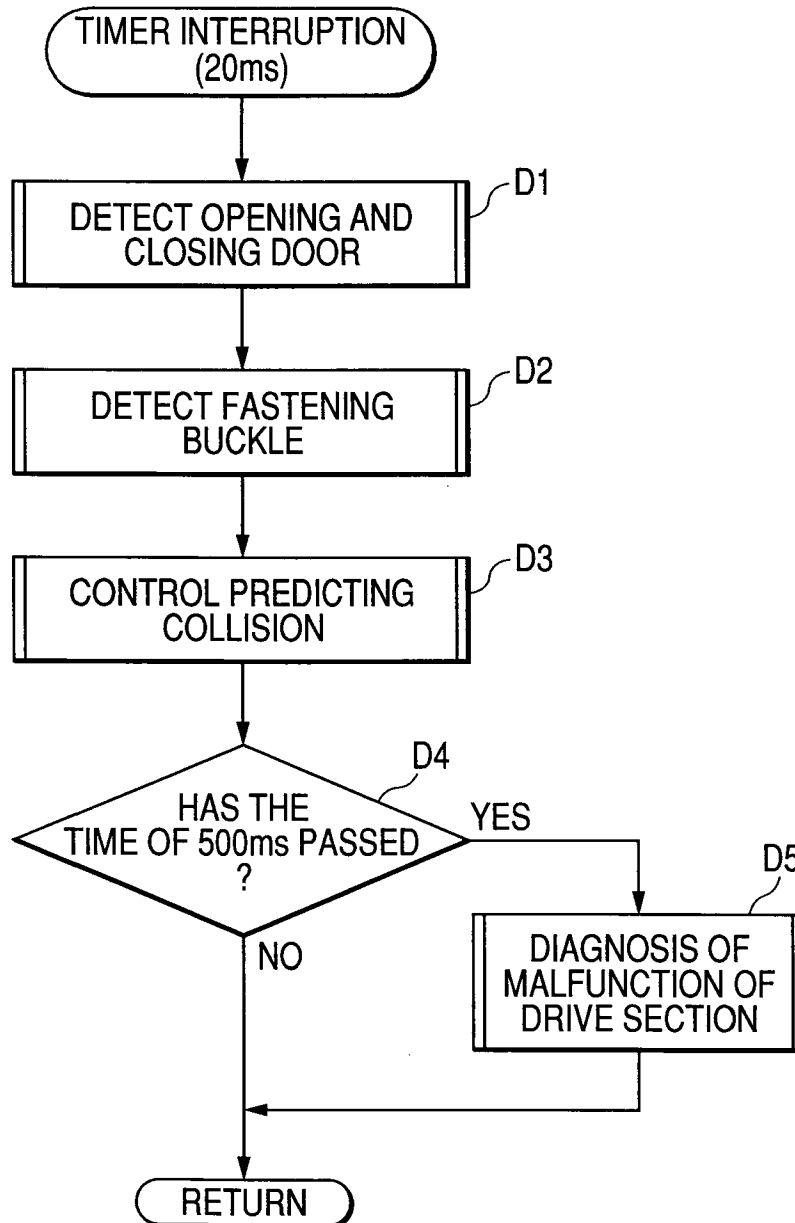 TIMER INTERRUPTION
(20ms)
D1
DETECT OPENING AND
CLOSING DOOR
D2
DETECT FASTENING
BUCKLE
D3
CONTROL PREDICTING
COLLISION
D4
HAS THE
TIME OF 500ms PASSED
?
YES
NO
D5
DIAGNOSIS OF
MALFUNCTION OF
DRIVE SECTION
RETURN